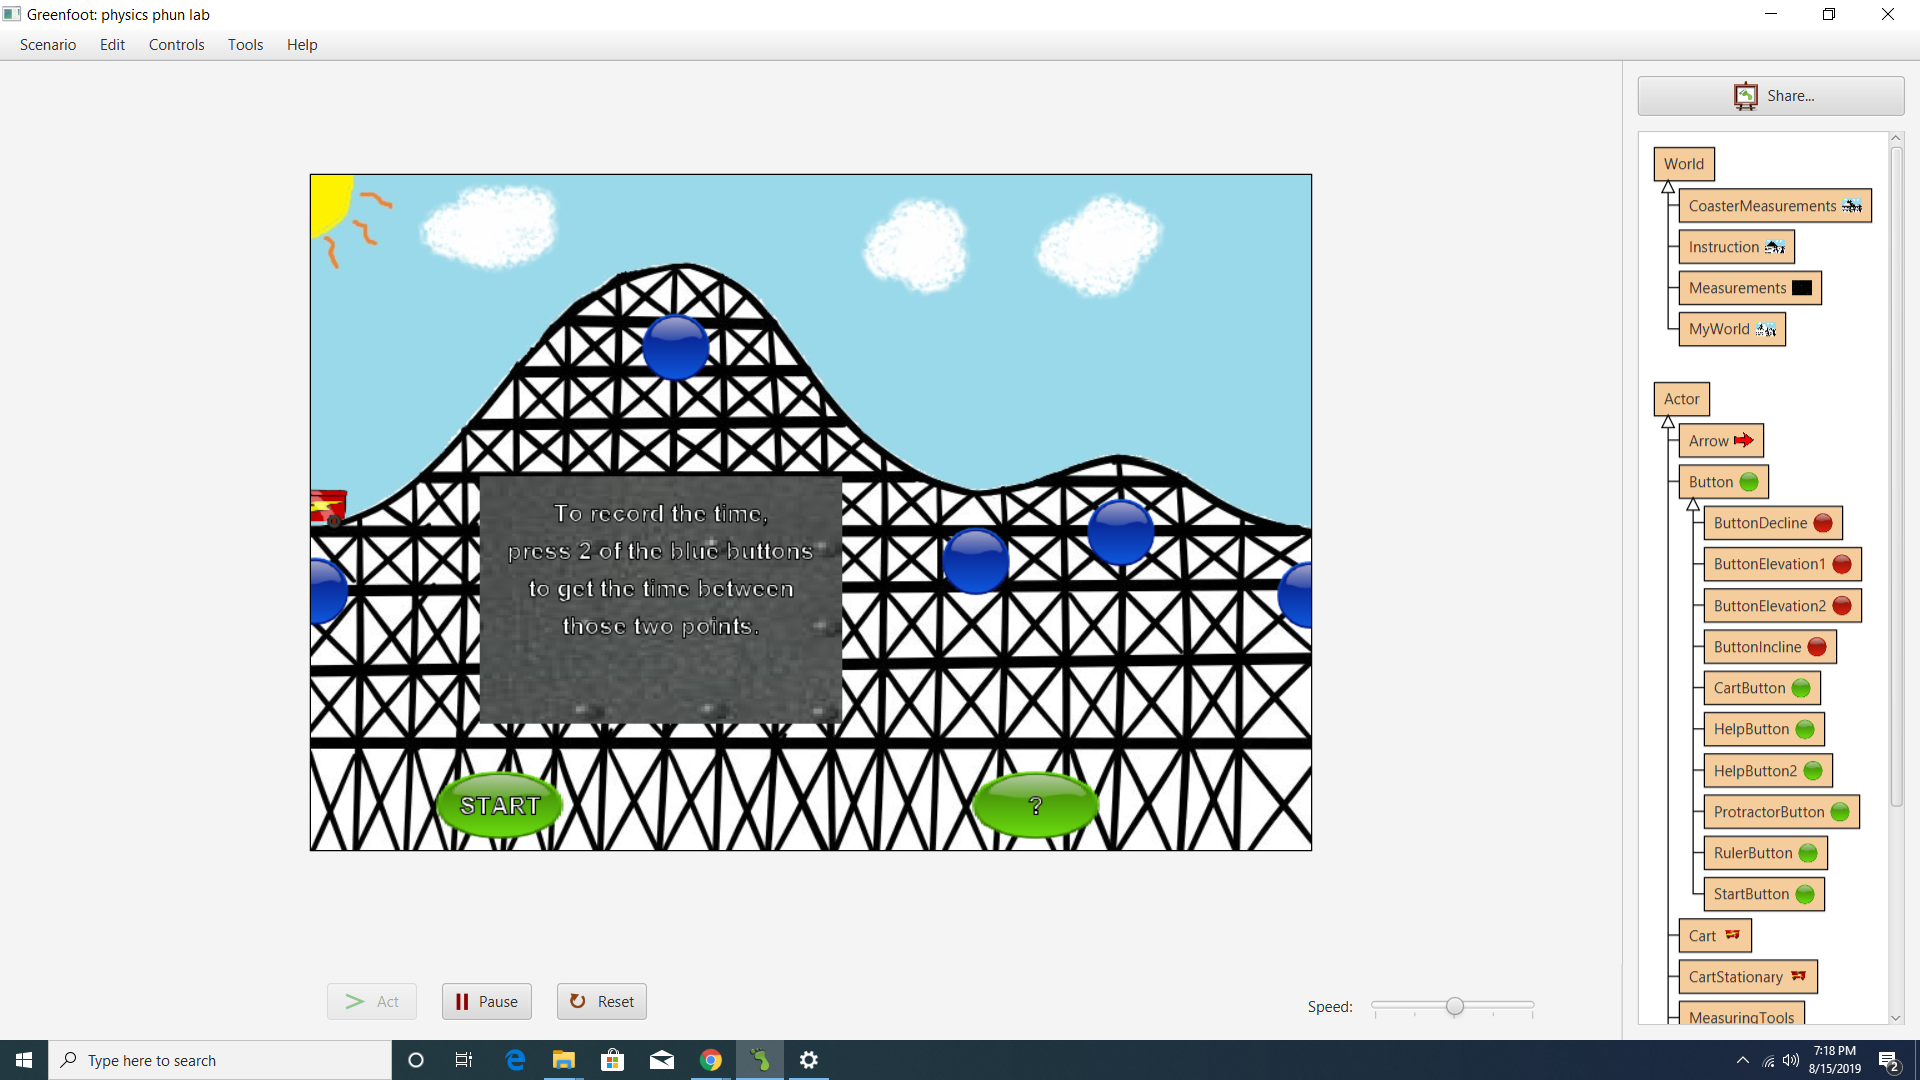 Greenfoot: physics phun lab
Scenario Edit Controls Tools Help
Share...
World
CoasterMeasurements
Instruction
Measurements
MyWorld
Actor
Arrow
Button
ButtonDecline
ButtonElevation1
ButtonElevation2
ButtonIncline
CartButton
HelpButton
HelpButton2
ProtractorButton
RulerButton
StartButton
Cart
CartStationary
MeasuringTools
To record the time,
press 2 of the blue buttons
to get the time between
those two points.
START ?
Act Pause Reset Speed:
Type here to search
7:18 PM
8/15/2019
2